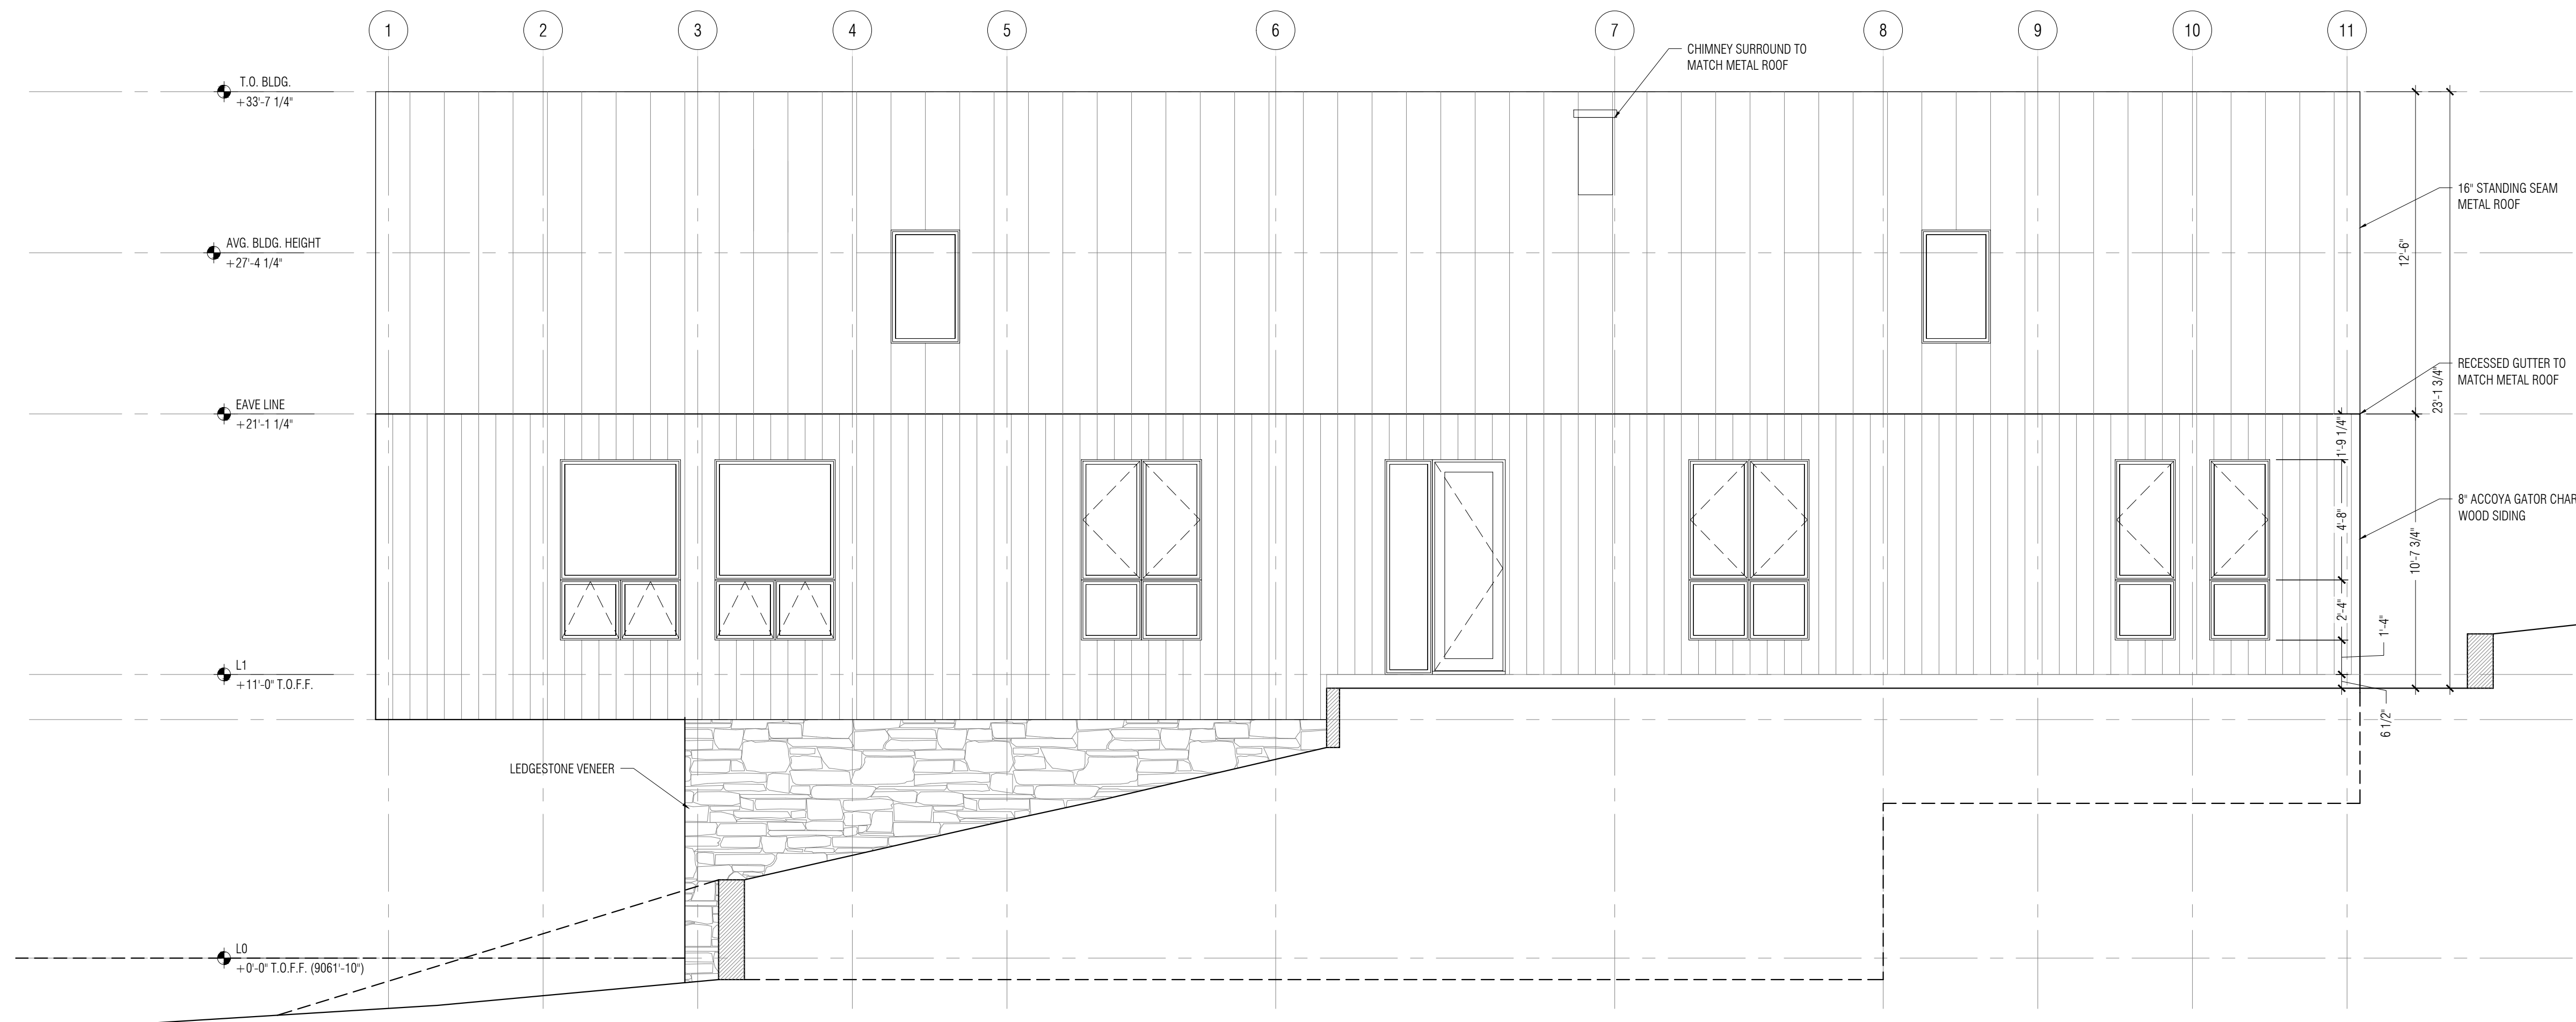 1 2 3 4 5 6 7 8 9 10 11
CHIMNEY SURROUND TO
MATCH METAL ROOF
T.O. BLDG.
+33'-7 1/4"
16" STANDING SEAM
METAL ROOF
AVG. BLDG. HEIGHT
+27'-4 1/4"
12'-6"
RECESSED GUTTER TO
MATCH METAL ROOF
23'-1 3/4"
EAVE LINE
+21'-1 1/4"
1'-9 1/4"
8" ACCOYA GATOR CHAR
WOOD SIDING
4'-8"
10'-7 3/4"
2'-4"
1'-4"
L1
+11'-0" T.O.F.F.
6 1/2"
LEDGESTONE VENEER
L0
+0'-0" T.O.F.F. (9061'-10")